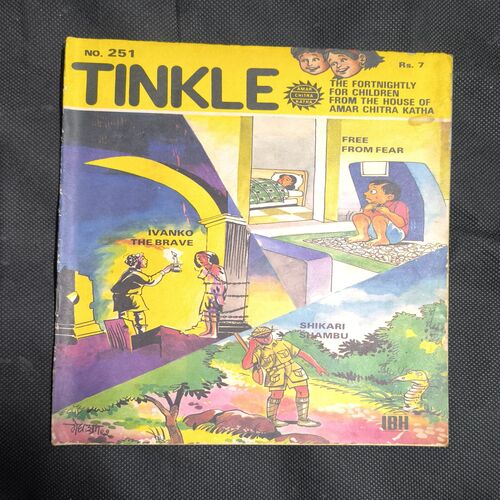 NO. 251
Rs. 7
TINKLE
AMAR
CHITRA
KATHA
THE FORTNIGHTLY
FOR CHILDREN
FROM THE HOUSE OF
AMAR CHITRA KATHA
FREE
FROM FEAR
IVANKO
THE BRAVE
SHIKARI
SHAMBU
IBH